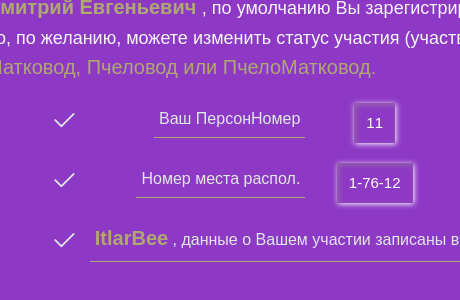 митрий Евгеньевич , по умолчанию Вы зарегистрир
о, по желанию, можете изменить статус участия (участв
Матковод, Пчеловод или ПчелоМатковод.
Ваш ПерсонНомер 11
Номер места распол. 1-76-12
ItlarBee , данные о Вашем участии записаны в